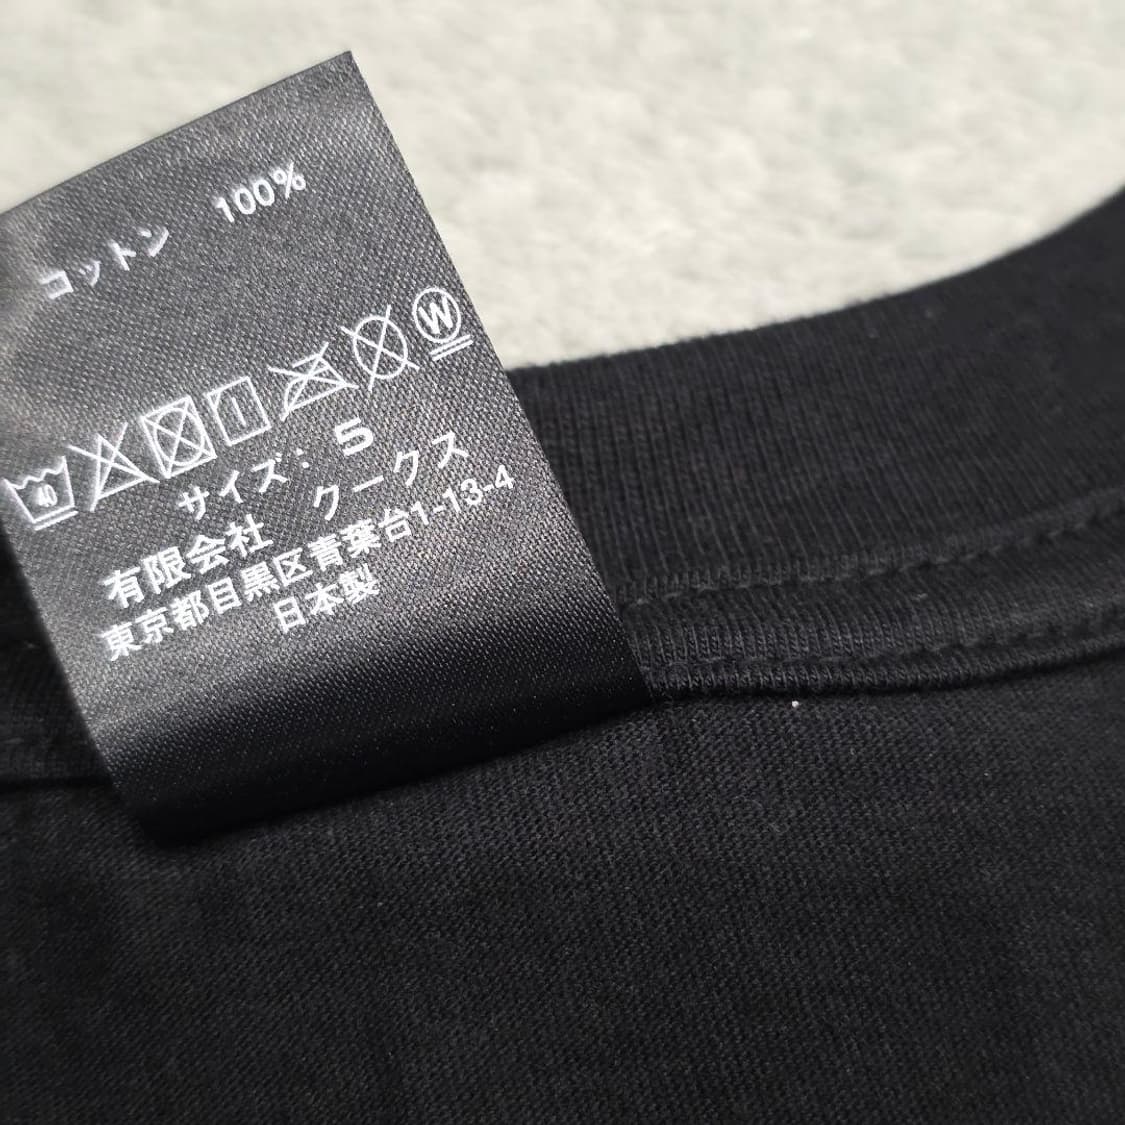 コットン 100%
40 W
サイズ: 5
有限会社 クークス
東京都目黒区青葉台1-13-4
日本製